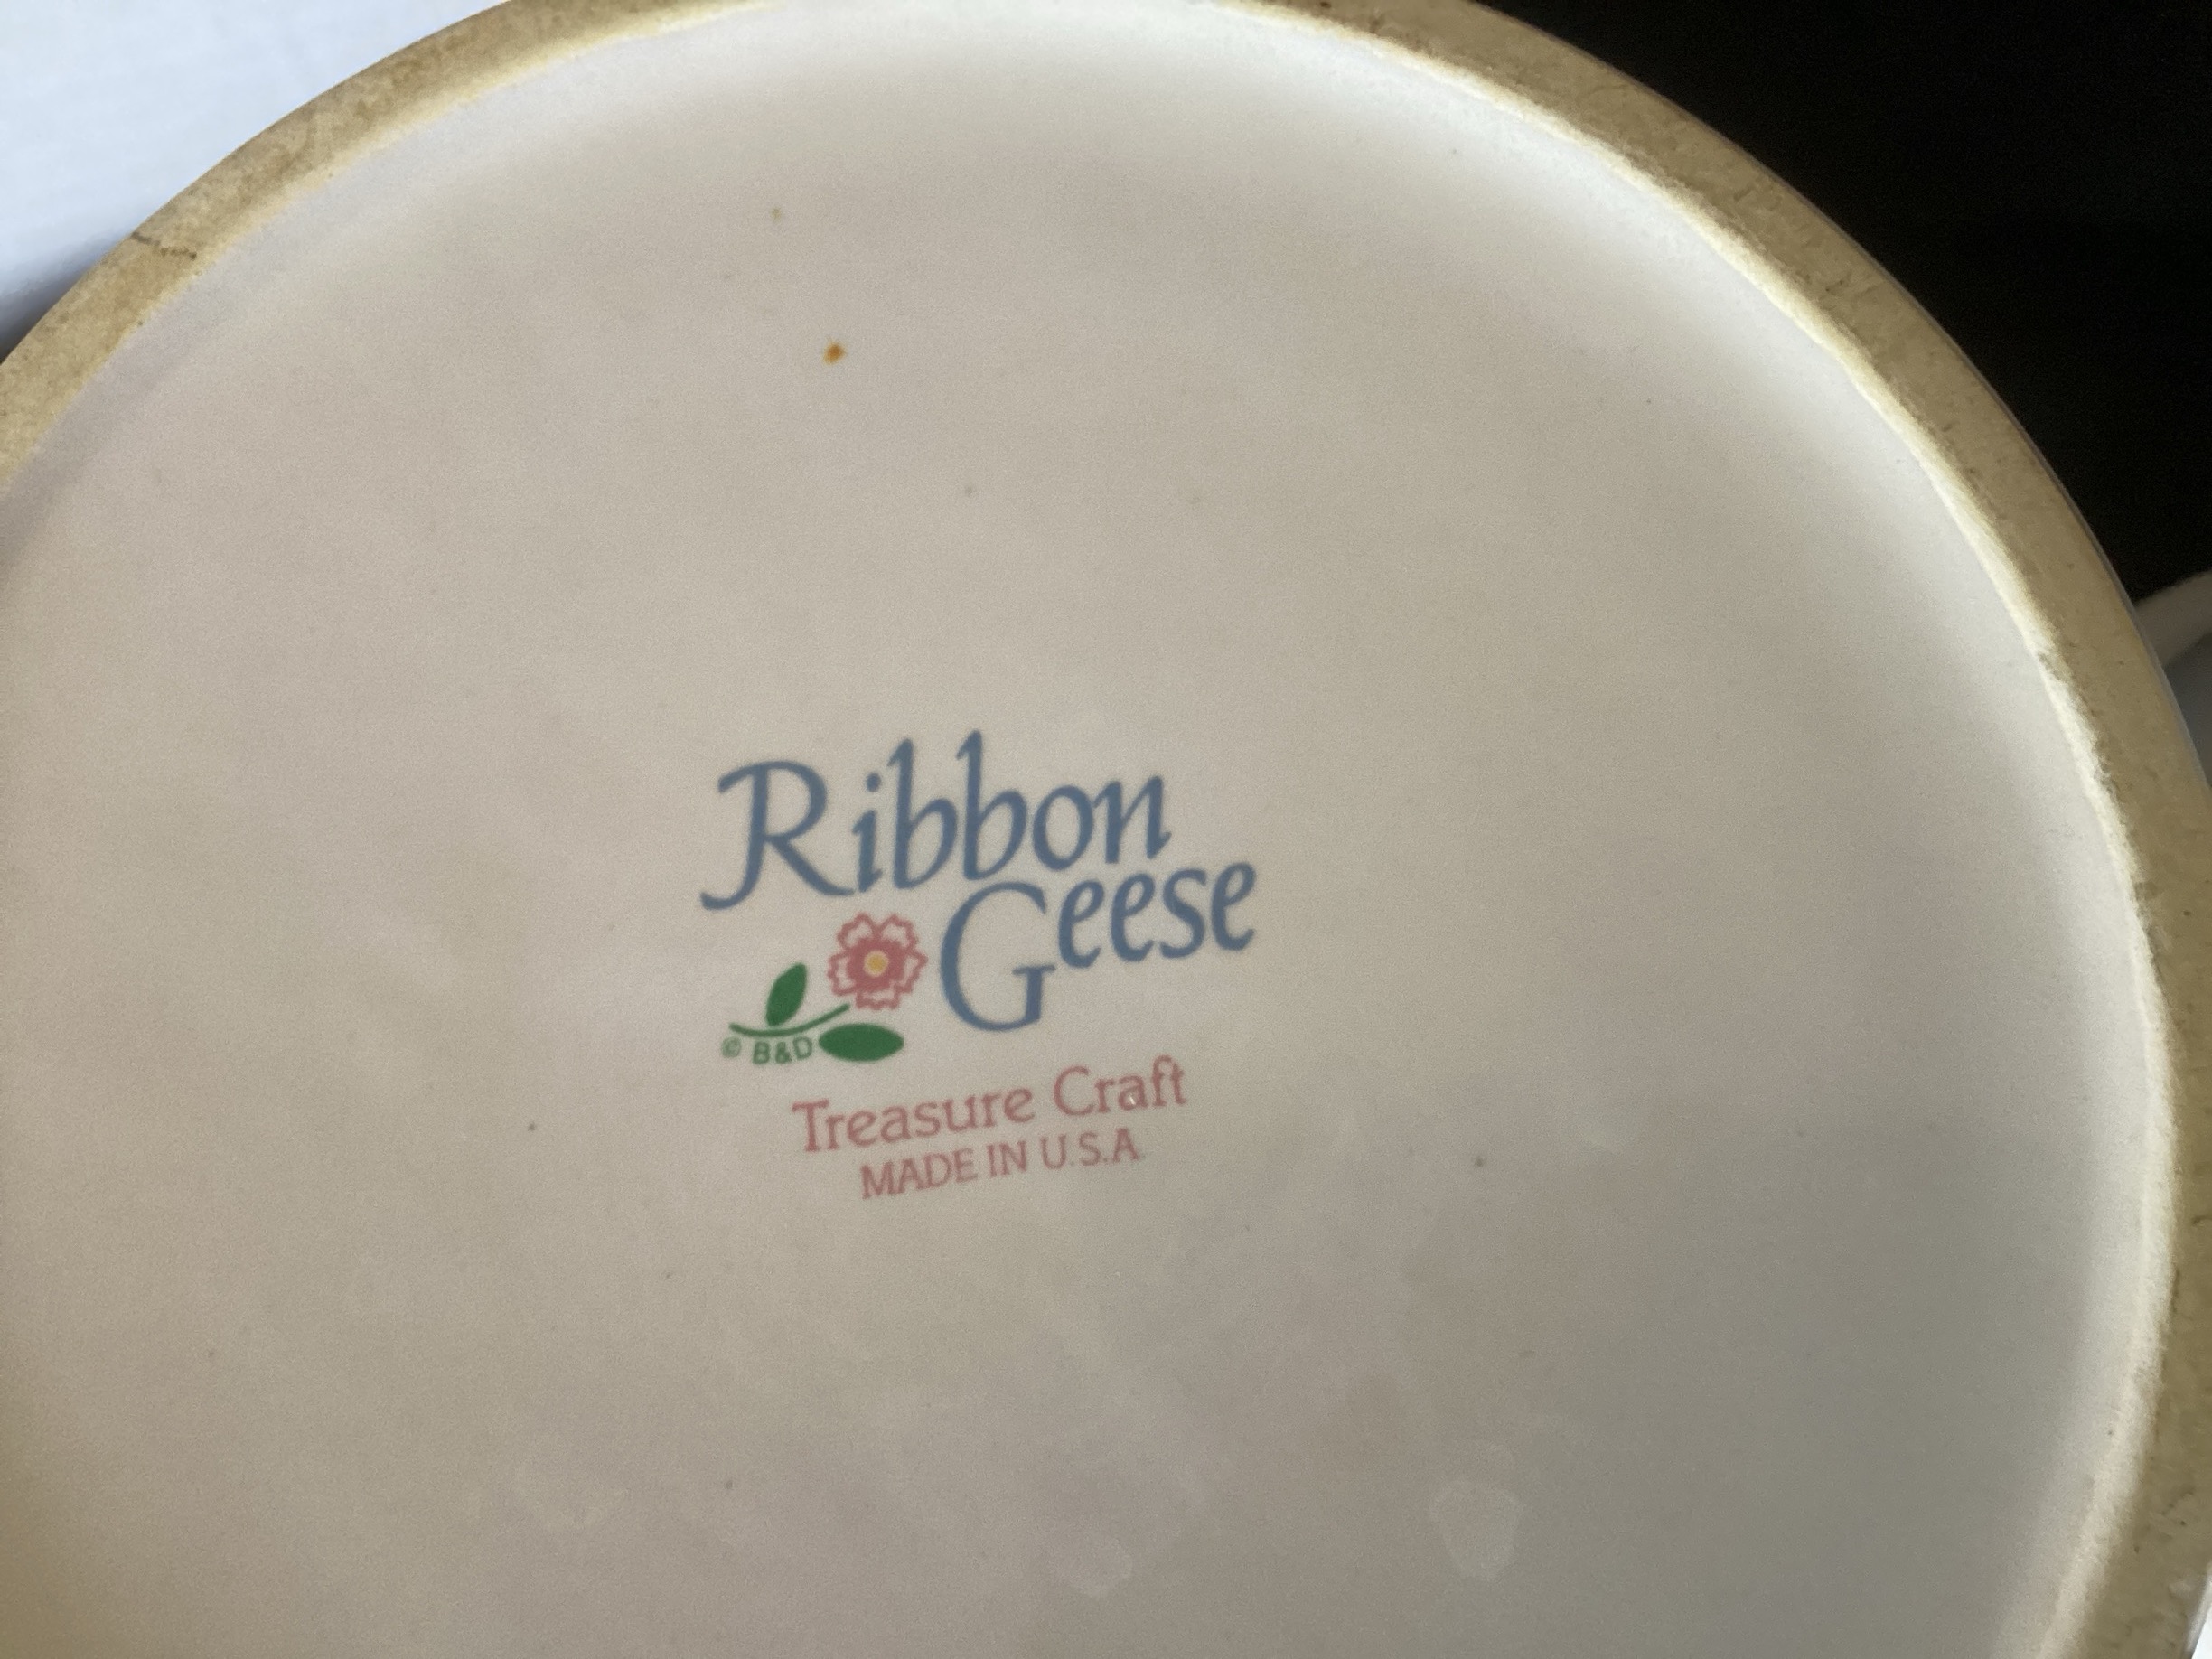 Ribbon
Geese
© B&D
Treasure Craft
MADE IN U.S.A